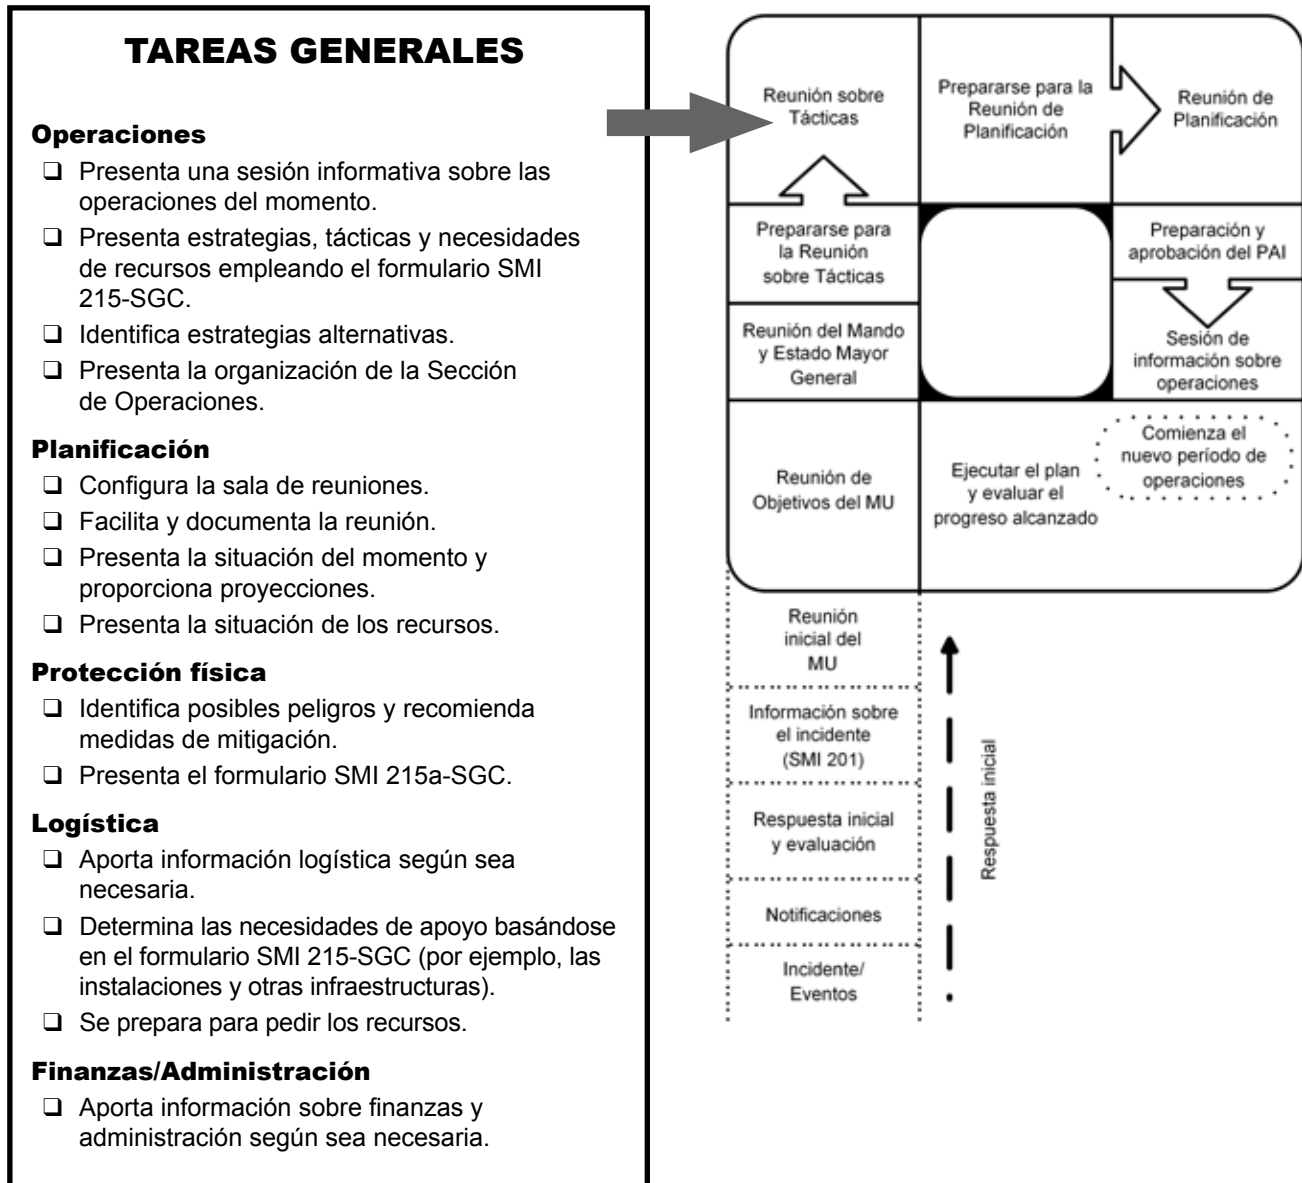 TAREAS GENERALES
Operaciones
❑ Presenta una sesión informativa sobre las
operaciones del momento.
❑ Presenta estrategias, tácticas y necesidades
de recursos empleando el formulario SMI
215-SGC.
❑ Identifica estrategias alternativas.
❑ Presenta la organización de la Sección
de Operaciones.
Planificación
❑ Configura la sala de reuniones.
❑ Facilita y documenta la reunión.
❑ Presenta la situación del momento y
proporciona proyecciones.
❑ Presenta la situación de los recursos.
Protección física
❑ Identifica posibles peligros y recomienda
medidas de mitigación.
❑ Presenta el formulario SMI 215a-SGC.
Logística
❑ Aporta información logística según sea
necesaria.
❑ Determina las necesidades de apoyo basándose
en el formulario SMI 215-SGC (por ejemplo, las
instalaciones y otras infraestructuras).
❑ Se prepara para pedir los recursos.
Finanzas/Administración
❑ Aporta información sobre finanzas y
administración según sea necesaria.
Reunión sobre
Tácticas
Prepararse para la
Reunión de
Planificación
Reunión de
Planificación
Prepararse para
la Reunión
sobre Tácticas
Preparación y
aprobación del PAI
Reunión del Mando
y Estado Mayor
General
Sesión de
información sobre
operaciones
Reunión de
Objetivos del MU
Ejecutar el plan
y evaluar el
progreso alcanzado
Comienza el
nuevo período de
operaciones
Reunión
inicial del
MU
Información sobre
el incidente
(SMI 201)
Respuesta inicial
y evaluación
Notificaciones
Incidente/
Eventos
Respuesta inicial